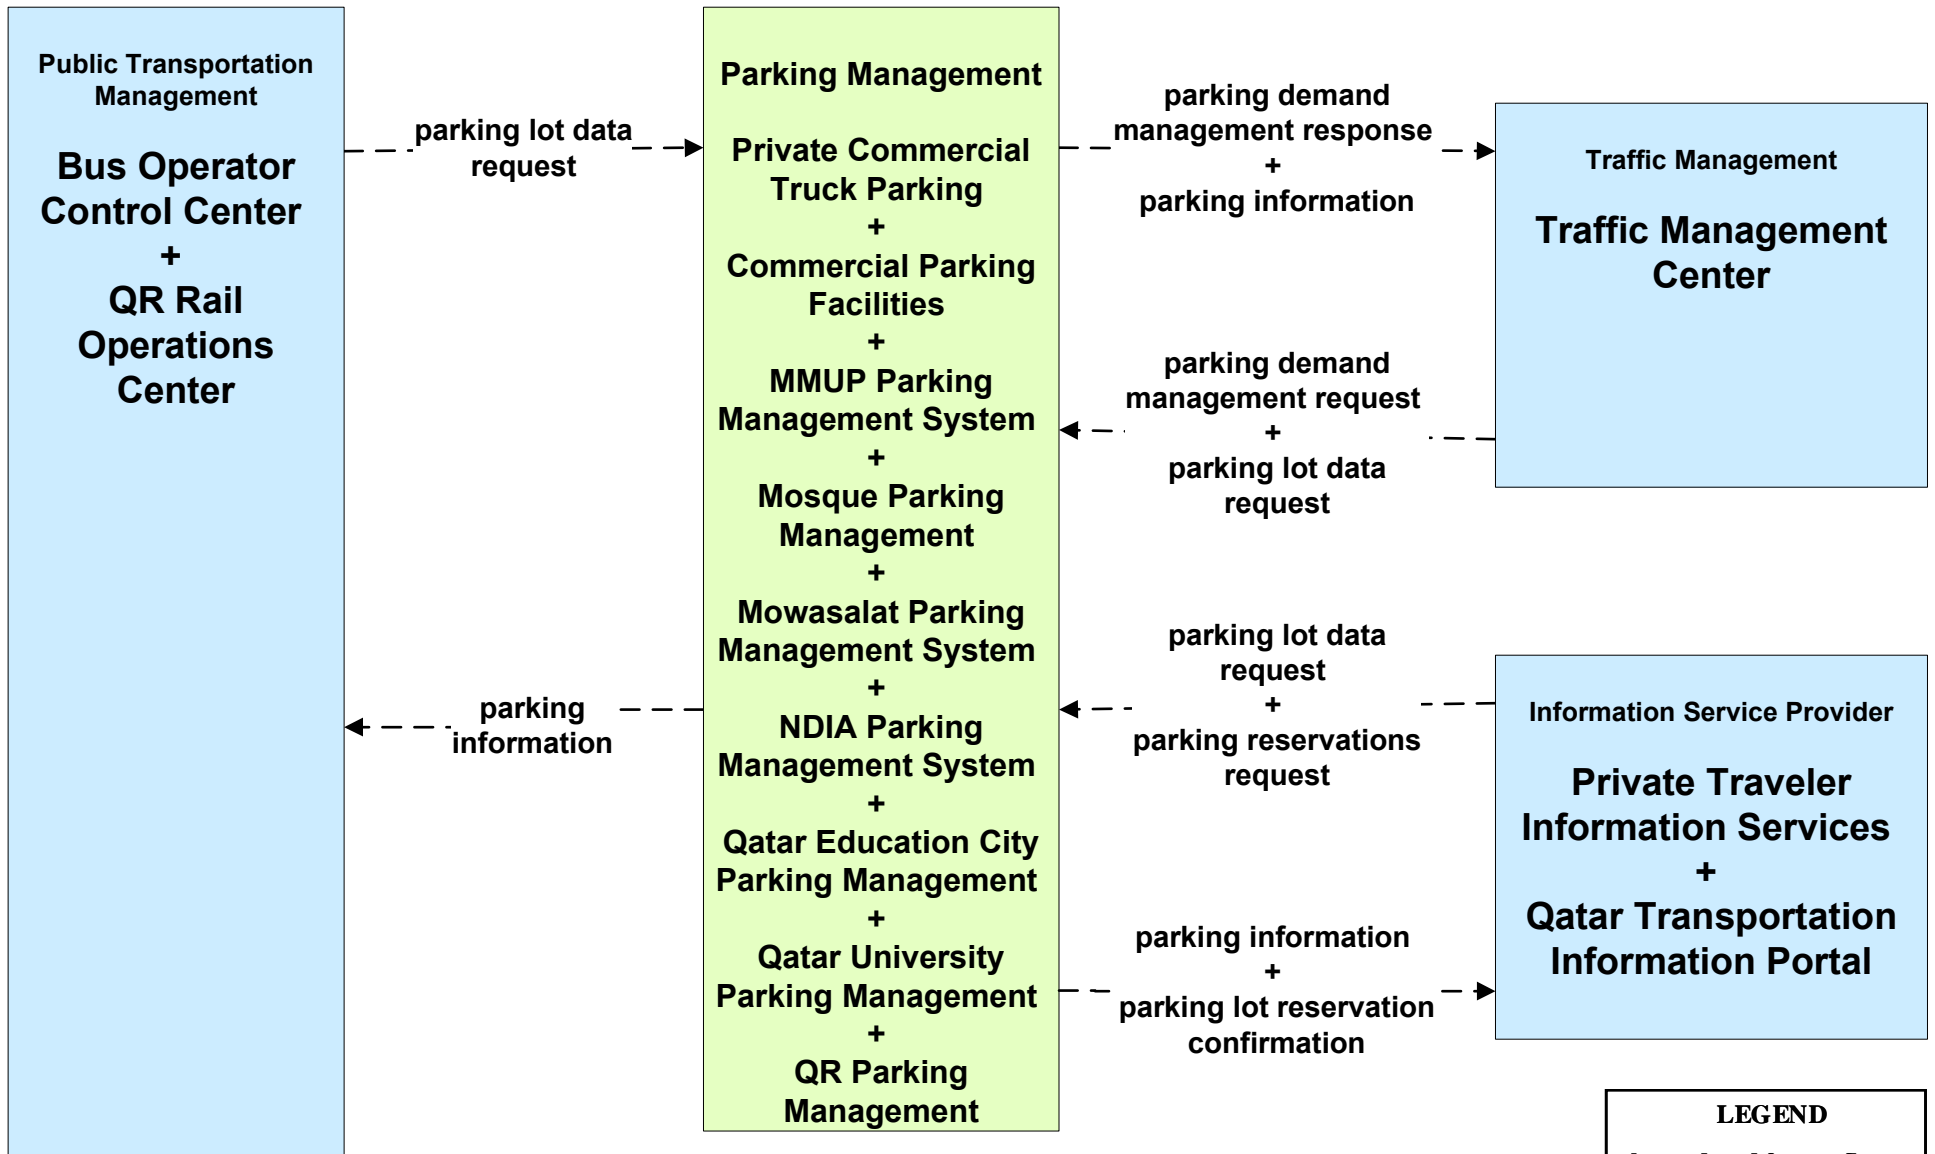 Public Transportation
Management
Bus Operator
Control Center
+
QR Rail
Operations
Center
parking lot data
request
parking
information
Parking Management
Private Commercial
Truck Parking
+
Commercial Parking
Facilities
+
MMUP Parking
Management System
+
Mosque Parking
Management
+
Mowasalat Parking
Management System
+
NDIA Parking
Management System
+
Qatar Education City
Parking Management
+
Qatar University
Parking Management
+
QR Parking
Management
parking demand
management response
+
parking information
parking demand
management request
+
parking lot data
request
parking lot data
request
+
parking reservations
request
parking information
+
parking lot reservation
confirmation
Traffic Management
Traffic Management
Center
Information Service Provider
Private Traveler
Information Services
+
Qatar Transportation
Information Portal
LEGEND